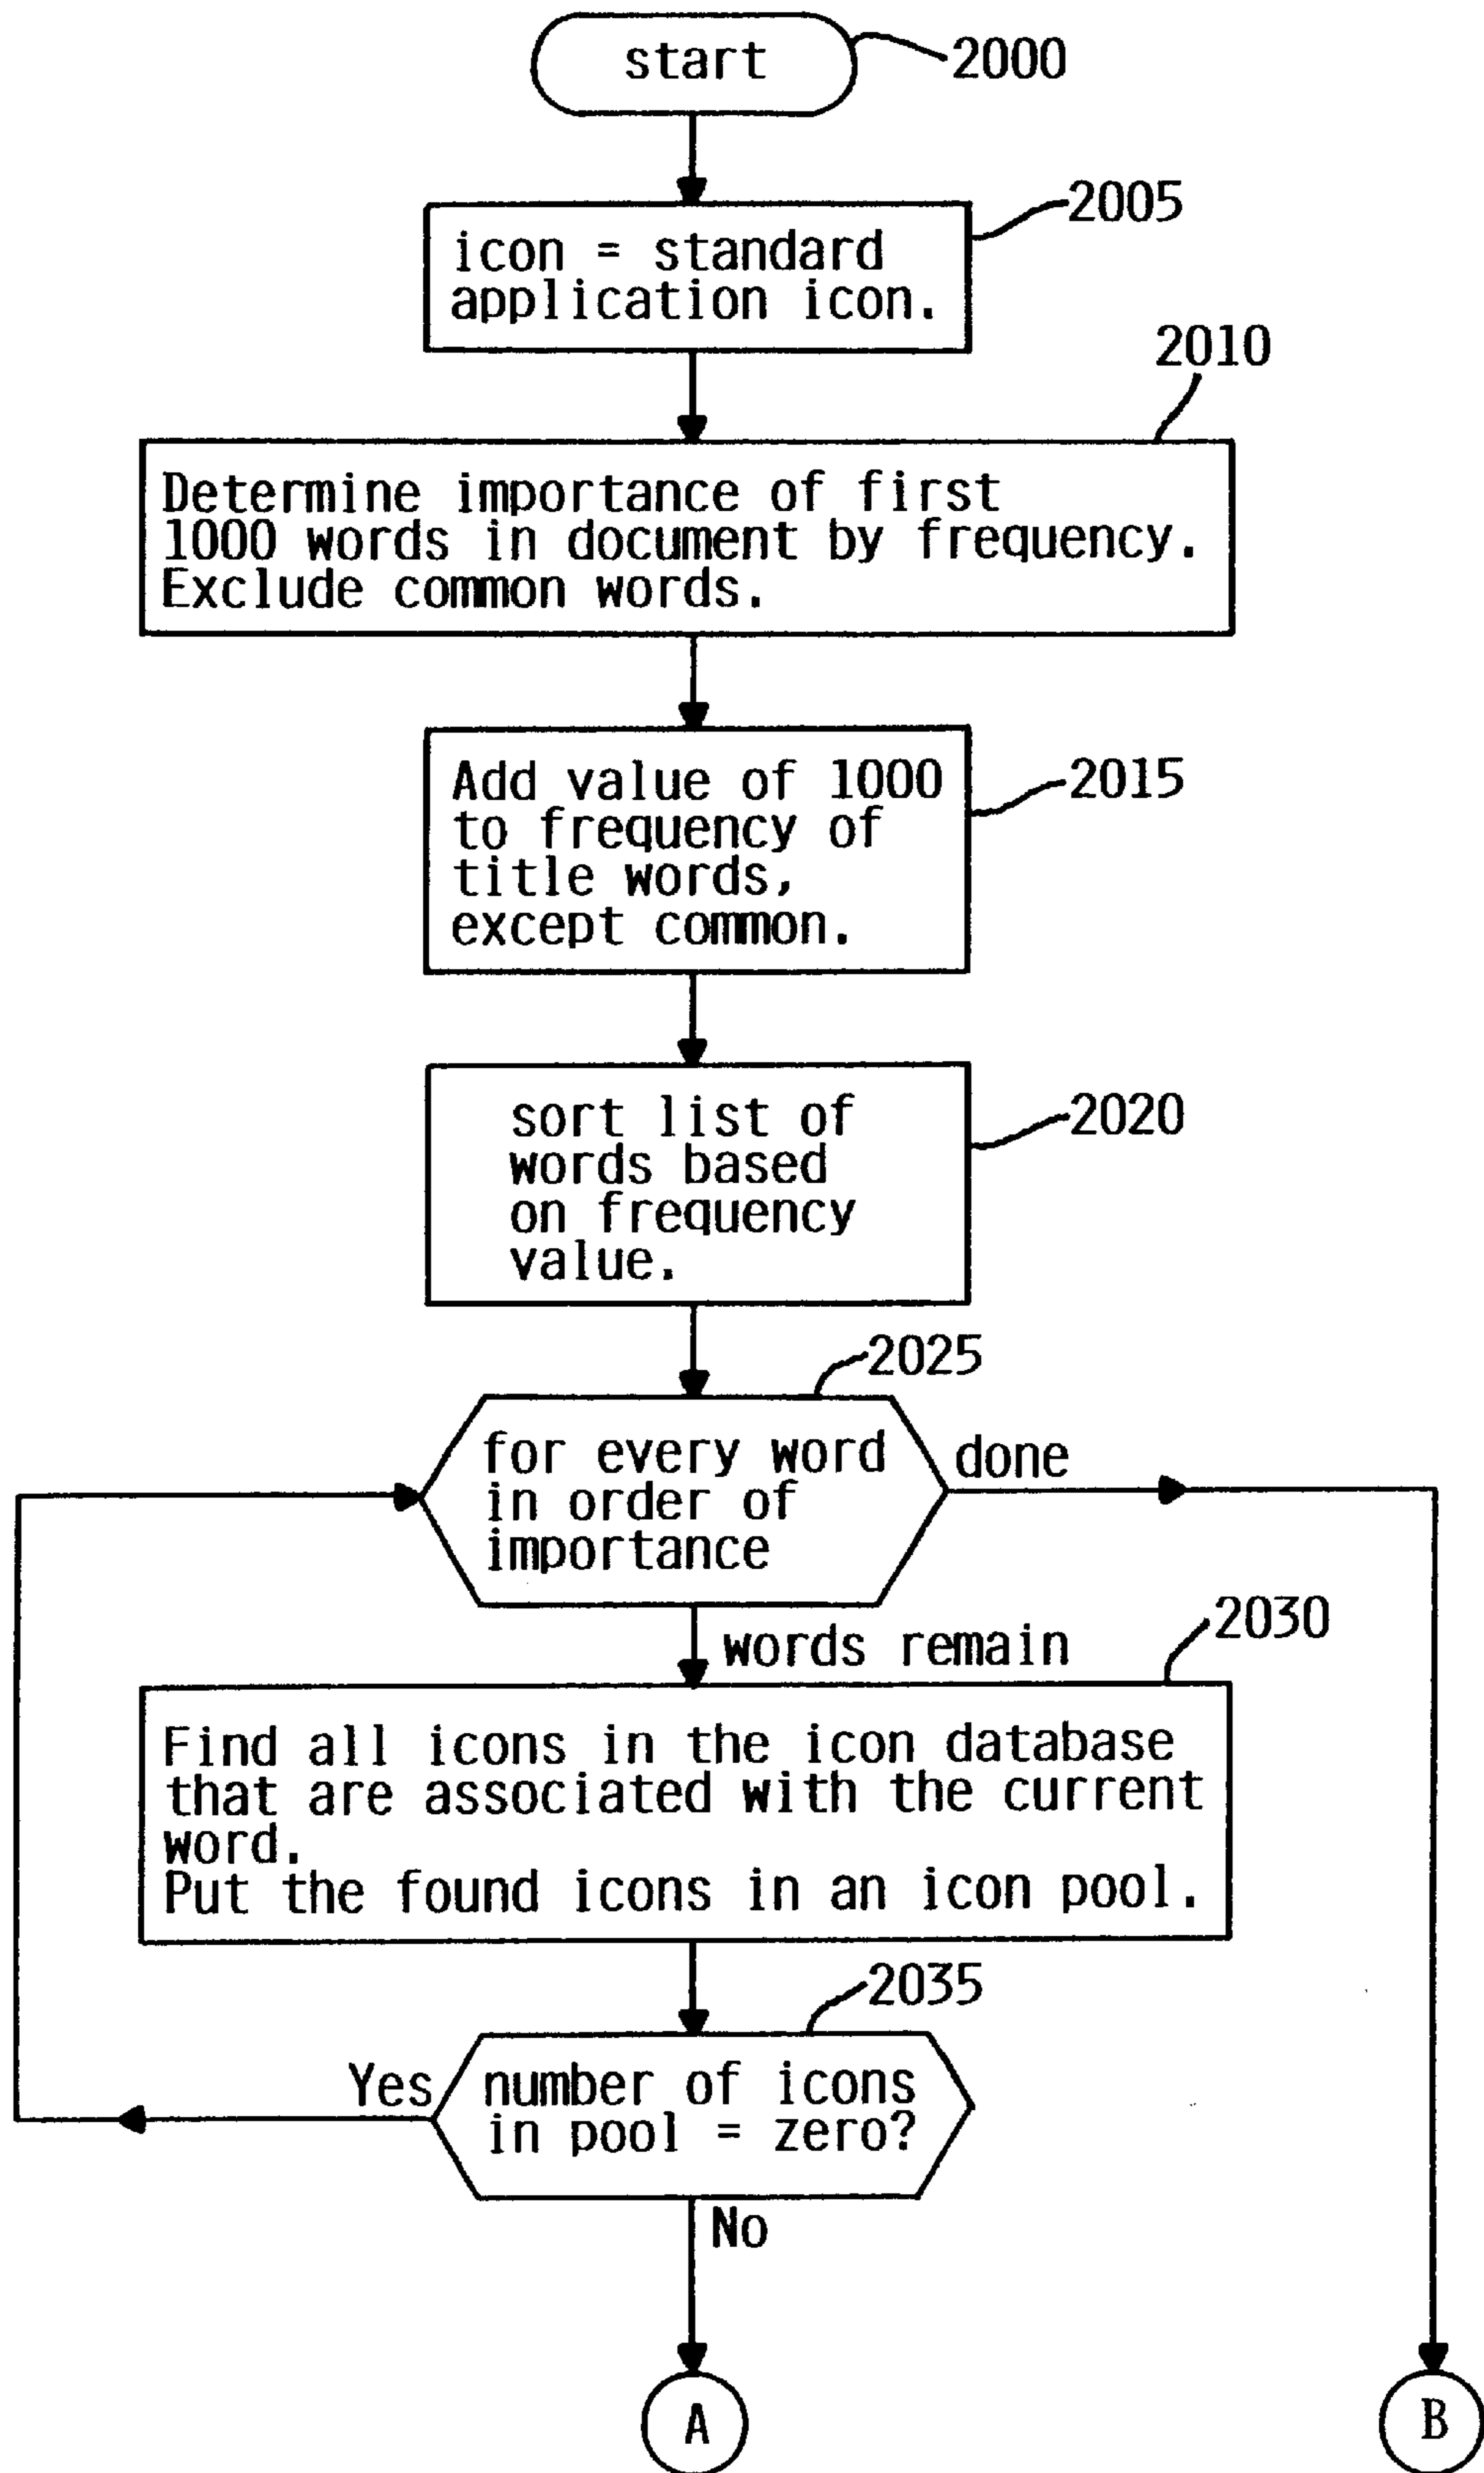 start
2000
2005
icon = standard
application icon.
2010
Determine importance of first
1000 words in document by frequency.
Exclude common words.
Add value of 1000
to frequency of
title words,
except common.
2015
sort list of
words based
on frequency
value.
2020
2025
for every word
in order of
importance
done
words remain
2030
Find all icons in the icon database
that are associated with the current
word.
Put the found icons in an icon pool.
2035
Yes
number of icons
in pool = zero?
No
A
B